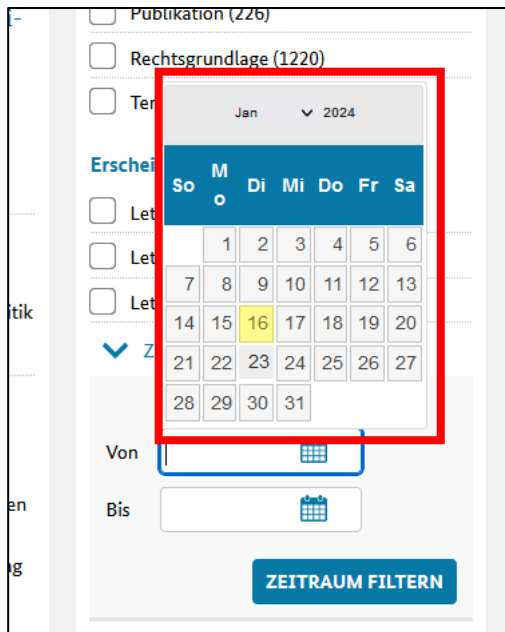 i-
Publikation (226)
Rechtsgrundlage (1220)
Ter
Jan 2024
Erschei
So Mo Di Mi Do Fr Sa
Let
1 2 3 4 5 6
Let
7 8 9 10 11 12 13
itik
Let
14 15 16 17 18 19 20
Z
21 22 23 24 25 26 27
28 29 30 31
Von
en
Bis
ng
ZEITRAUM FILTERN